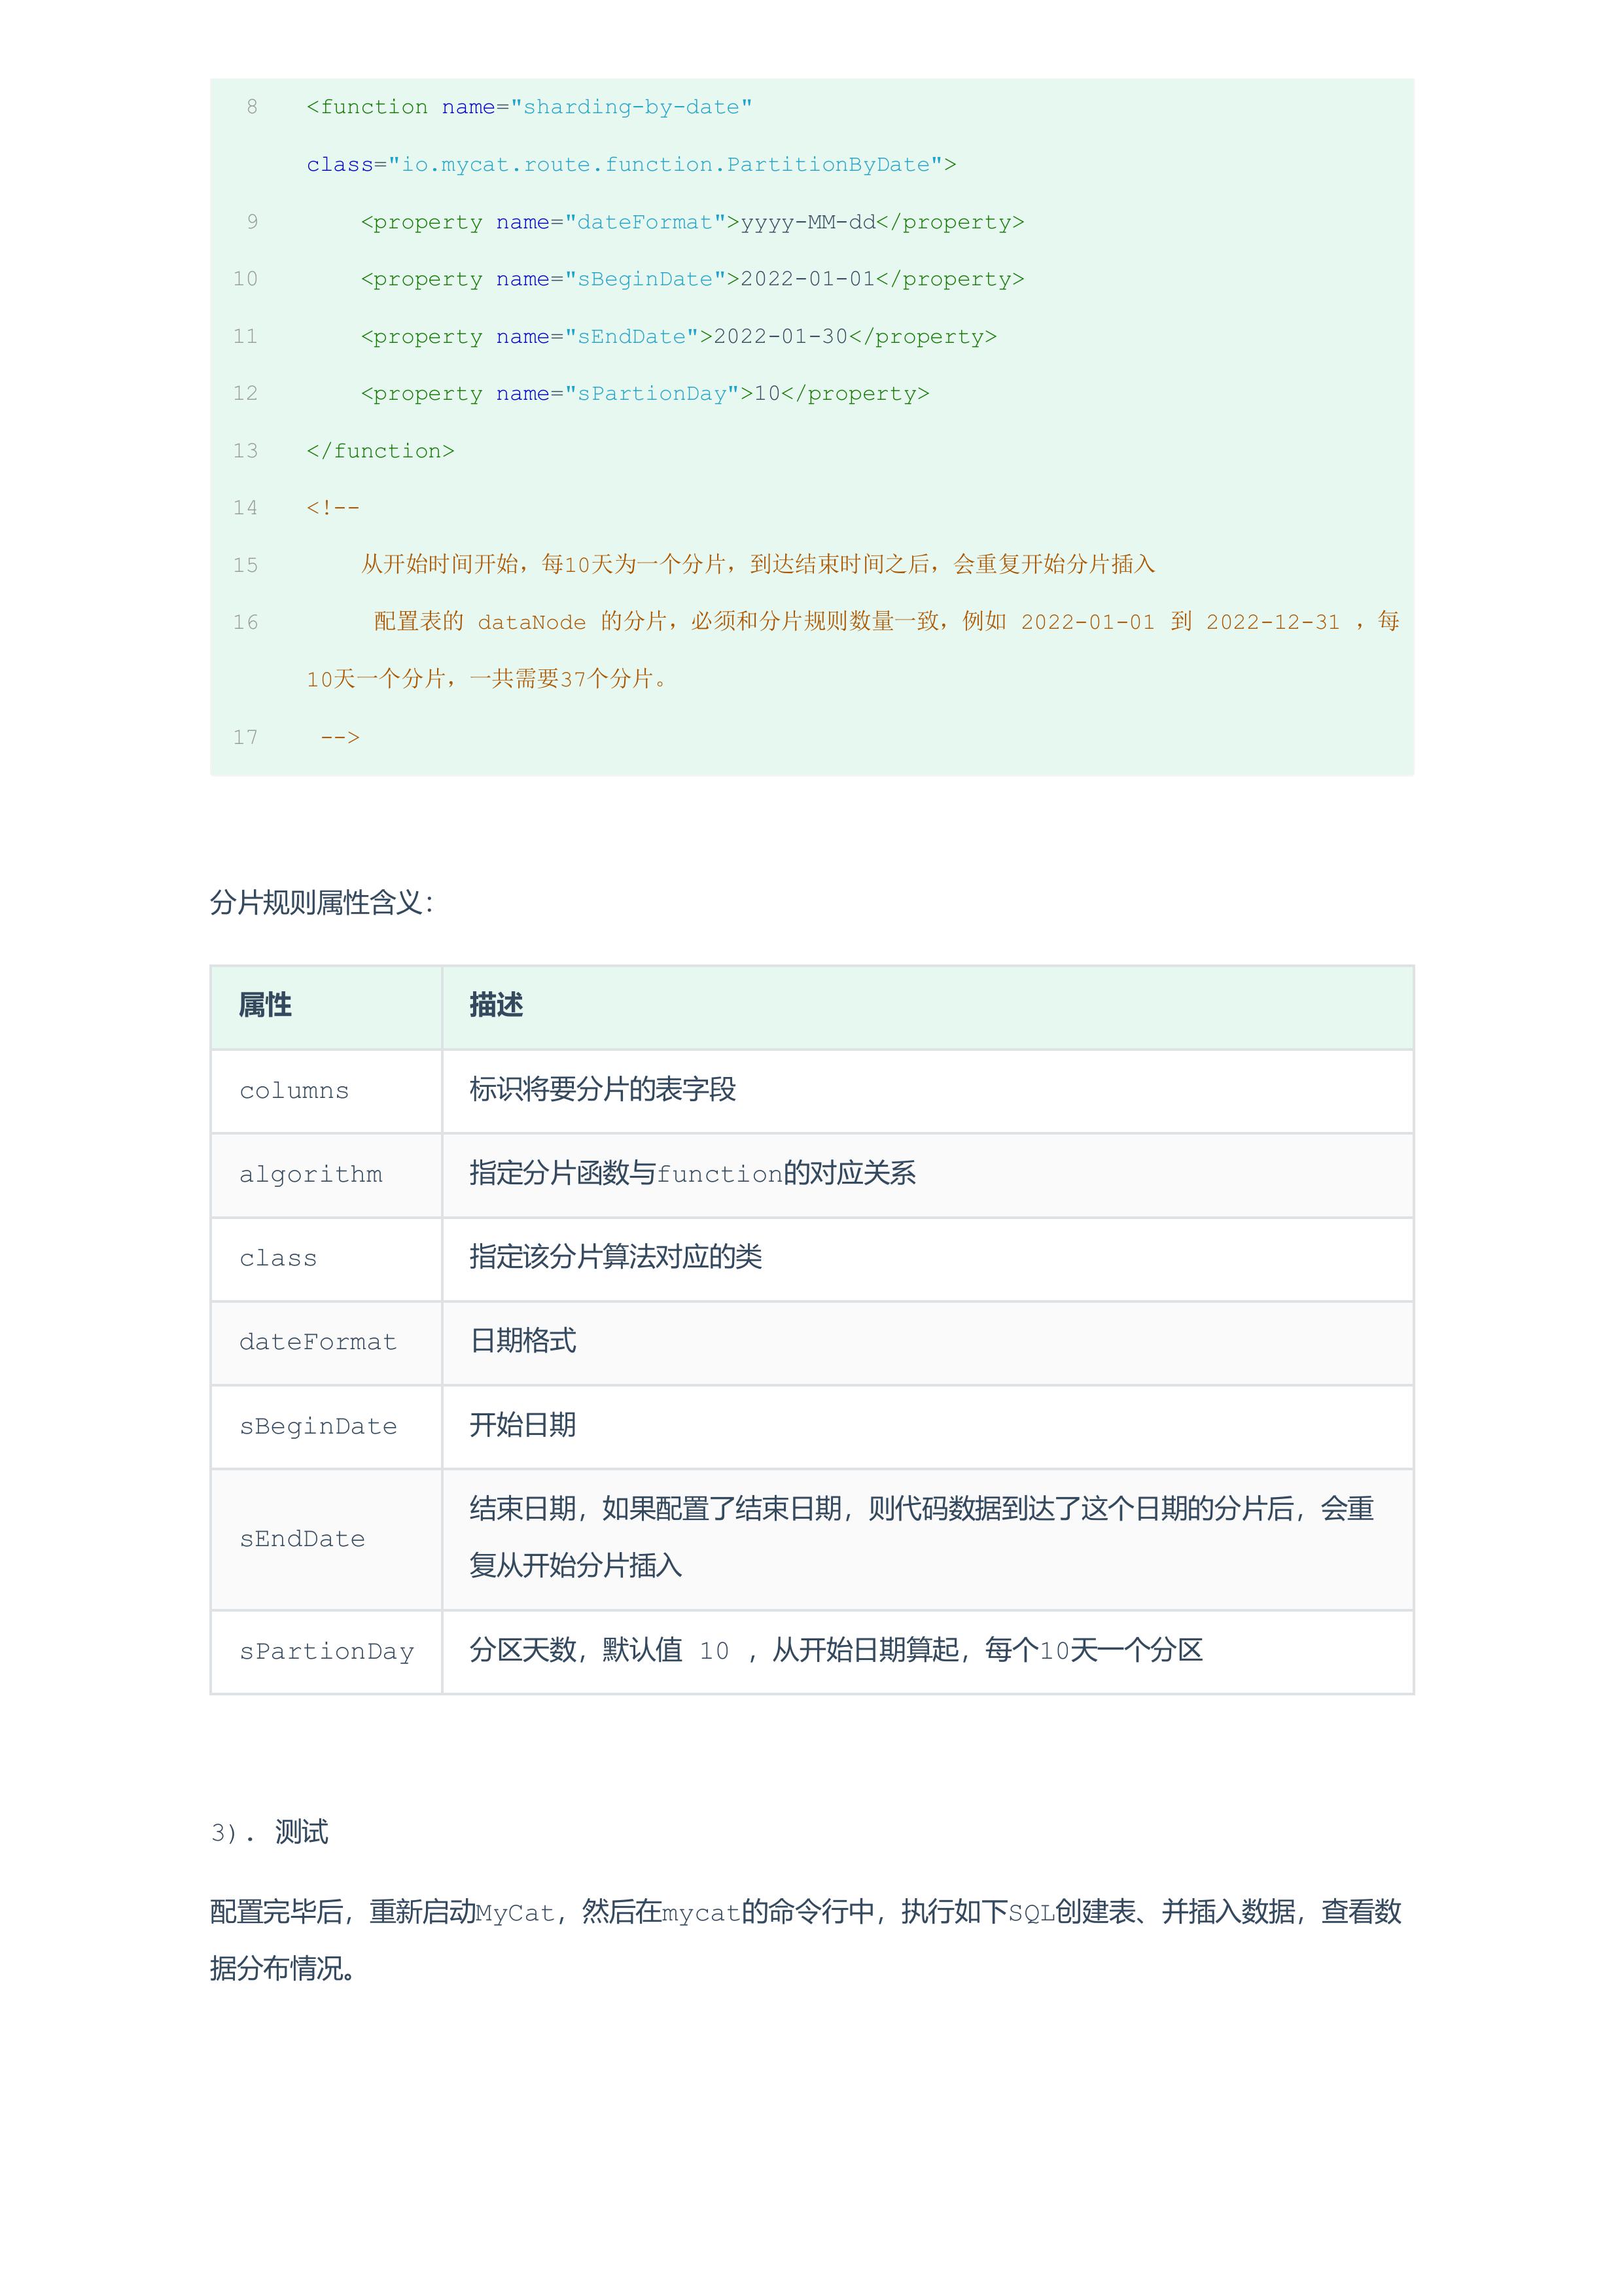 8 <function name="sharding-by-date"
class="io.mycat.route.function.PartitionByDate">
9 <property name="dateFormat">yyyy-MM-dd</property>
10 <property name="sBeginDate">2022-01-01</property>
11 <property name="sEndDate">2022-01-30</property>
12 <property name="sPartionDay">10</property>
13 </function>
14 <!--
15 从开始时间开始，每10天为一个分片，到达结束时间之后，会重复开始分片插入
16 配置表的 dataNode 的分片，必须和分片规则数量一致，例如 2022-01-01 到 2022-12-31 ，每
10天一个分片，一共需要37个分片。
17 -->
分片规则属性含义：
属性 描述
columns 标识将要分片的表字段
algorithm 指定分片函数与function的对应关系
class 指定该分片算法对应的类
dateFormat 日期格式
sBeginDate 开始日期
sEndDate 结束日期，如果配置了结束日期，则代码数据到达了这个日期的分片后，会重
复从开始分片插入
sPartionDay 分区天数，默认值 10 ，从开始日期算起，每个10天一个分区
3). 测试
配置完毕后，重新启动MyCat，然后在mycat的命令行中，执行如下SQL创建表、并插入数据，查看数
据分布情况。